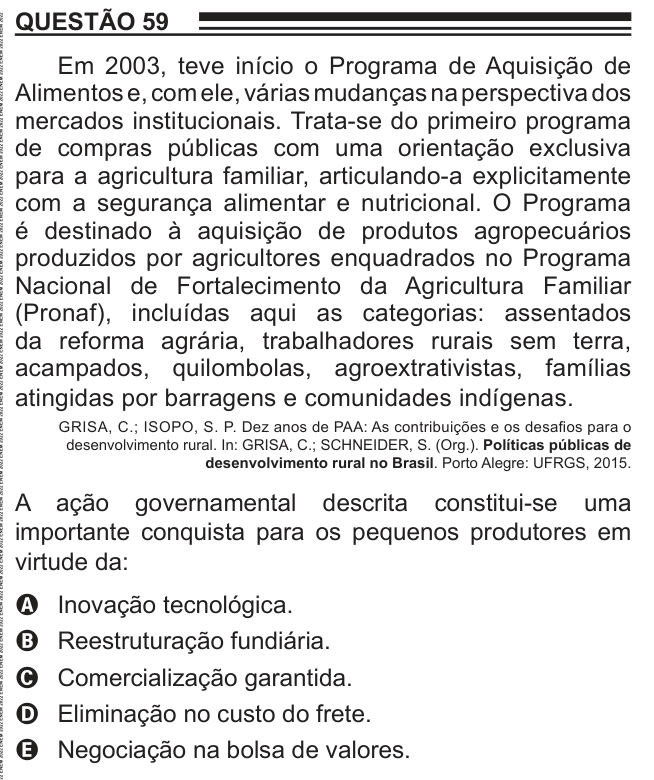 QUESTÃO 59
Em 2003, teve início o Programa de Aquisição de
Alimentos e, com ele, várias mudanças na perspectiva dos
mercados institucionais. Trata-se do primeiro programa
de compras públicas com uma orientação exclusiva
para a agricultura familiar, articulando-a explicitamente
com a segurança alimentar e nutricional. O Programa
é destinado à aquisição de produtos agropecuários
produzidos por agricultores enquadrados no Programa
Nacional de Fortalecimento da Agricultura Familiar
(Pronaf), incluídas aqui as categorias: assentados
da reforma agrária, trabalhadores rurais sem terra,
acampados, quilombolas, agroextrativistas, famílias
atingidas por barragens e comunidades indígenas.
GRISA, C.; ISOPO, S. P. Dez anos de PAA: As contribuições e os desafios para o
desenvolvimento rural. In: GRISA, C.; SCHNEIDER, S. (Org.). Políticas públicas de
desenvolvimento rural no Brasil. Porto Alegre: UFRGS, 2015.
A ação governamental descrita constitui-se uma
importante conquista para os pequenos produtores em
virtude da:
A Inovação tecnológica.
B Reestruturação fundiária.
C Comercialização garantida.
D Eliminação no custo do frete.
E Negociação na bolsa de valores.